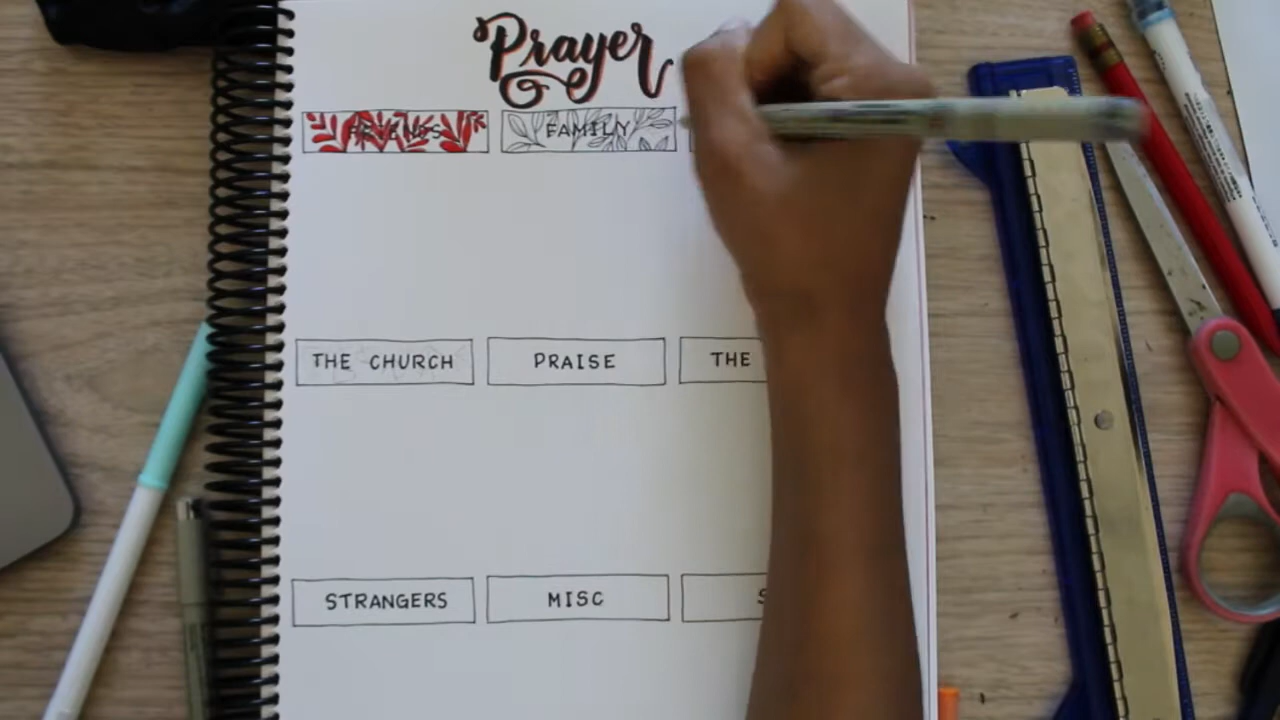 Prayer
FRIENDS FAMILY
THE CHURCH PRAISE THE
STRANGERS MISC S